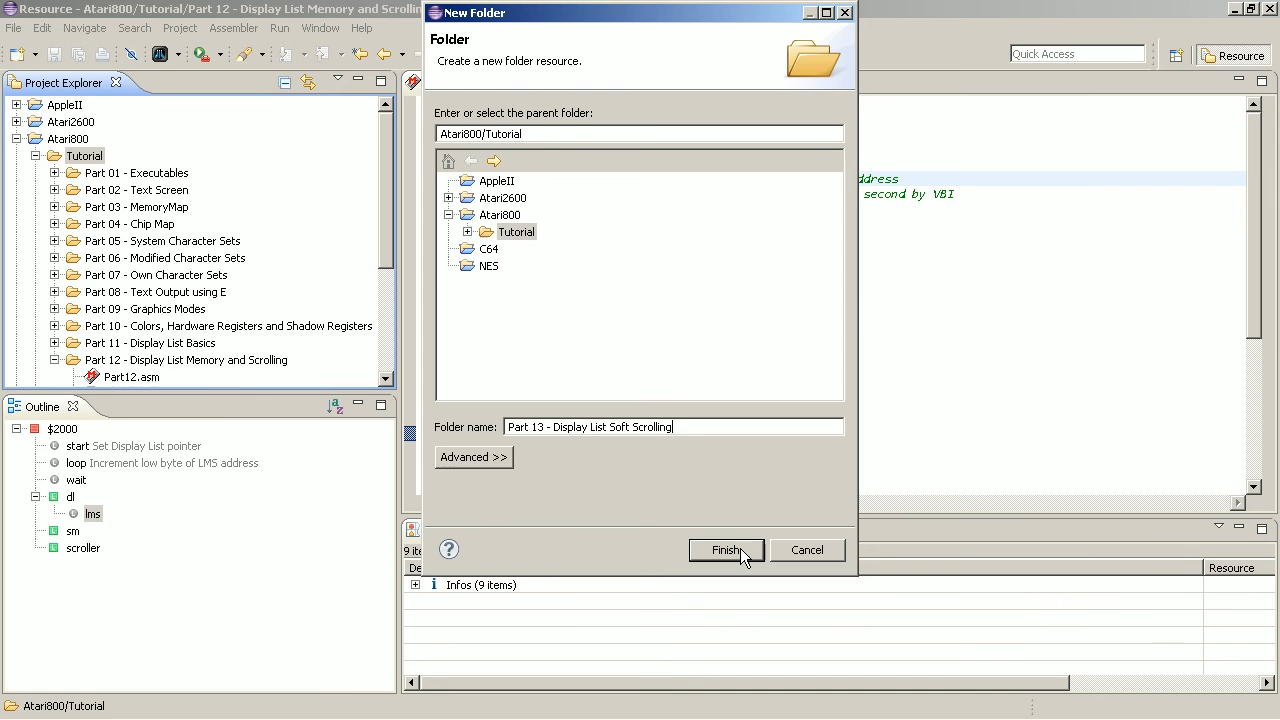 Resource - Atari800/Tutorial/Part 12 - Display List Memory and Scrollin
New Folder
File Edit Navigate Search Project Assembler Run Window Help
Folder
Create a new folder resource.
Quick Access
Resource
Project Explorer
AppleII
Atari2600
Atari800
Tutorial
Part 01 - Executables
Part 02 - Text Screen
Part 03 - MemoryMap
Part 04 - Chip Map
Part 05 - System Character Sets
Part 06 - Modified Character Sets
Part 07 - Own Character Sets
Part 08 - Text Output using E
Part 09 - Graphics Modes
Part 10 - Colors, Hardware Registers and Shadow Registers
Part 11 - Display List Basics
Part 12 - Display List Memory and Scrolling
Part12.asm
Enter or select the parent folder:
Atari800/Tutorial
AppleII
Atari2600
Atari800
Tutorial
C64
NES
Folder name: Part 13 - Display List Soft Scrolling
Advanced >>
Finish
Cancel
ddress
second by VBI
Outline
$2000
start Set Display List pointer
loop Increment low byte of LMS address
wait
dl
lms
sm
scroller
9 ite
De
Resource
Infos (9 items)
Atari800/Tutorial